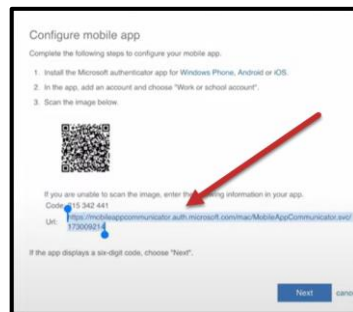 Configure mobile app
Complete the following steps to configure your mobile app.
1. Install the Microsoft authenticator app for Windows Phone, Android or iOS.
2. In the app, add an account and choose "Work or school account".
3. Scan the image below.
If you are unable to scan the image, enter the following information in your app.
Code: 215 342 441
Url: https://mobileappcommunicator.auth.microsoft.com/mac/MobileAppCommunicator.svc/
173009214
If the app displays a six-digit code, choose "Next".
Next cance